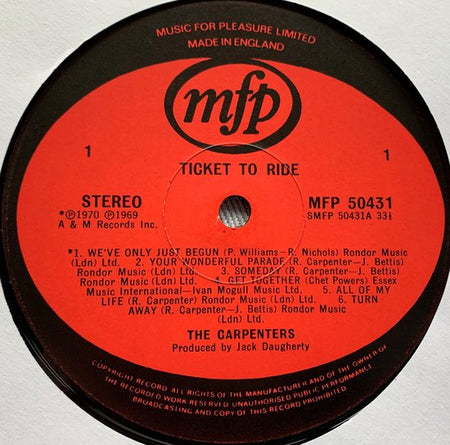 MUSIC FOR PLEASURE LIMITED
MADE IN ENGLAND
mfp
1 1
TICKET TO RIDE
STEREO MFP 50431
*Ⓟ1970 Ⓟ1969 SMFP 50431A 33⅓
A & M Records Inc.
*1. WE'VE ONLY JUST BEGUN (P. Williams—R. Nichols) Rondor Music
(Ldn) Ltd. 2. YOUR WONDERFUL PARADE (R. Carpenter—J. Bettis)
Rondor Music (Ldn) Ltd. 3. SOMEDAY (R. Carpenter—J. Bettis)
Rondor Music (Ldn) Ltd. 4. GET TOGETHER (Chet Powers) Essex
Music International—Ivan Mogull Music Ltd. 5. ALL OF MY
LIFE (R. Carpenter) Rondor Music (Ldn) Ltd. 6. TURN
AWAY (R. Carpenter—J. Bettis) Rondor Music
(Ldn) Ltd.
THE CARPENTERS
Produced by Jack Daugherty
COPYRIGHT RECORD ALL RIGHTS OF THE MANUFACTURER AND OF THE OWNER OF
THE RECORDED WORK RESERVED UNAUTHORISED PUBLIC PERFORMANCE
BROADCASTING AND COPY OF THIS RECORD PROHIBITED